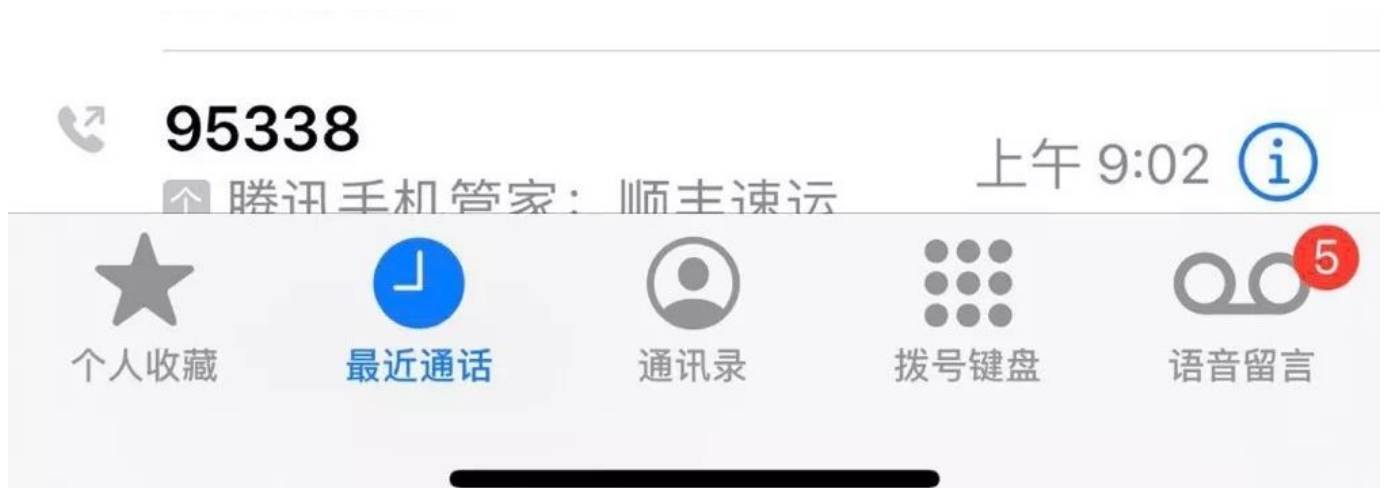 95338
上午 9:02
个 腾讯手机管家：顺丰速运
5
个人收藏 最近通话 通讯录 拨号键盘 语音留言